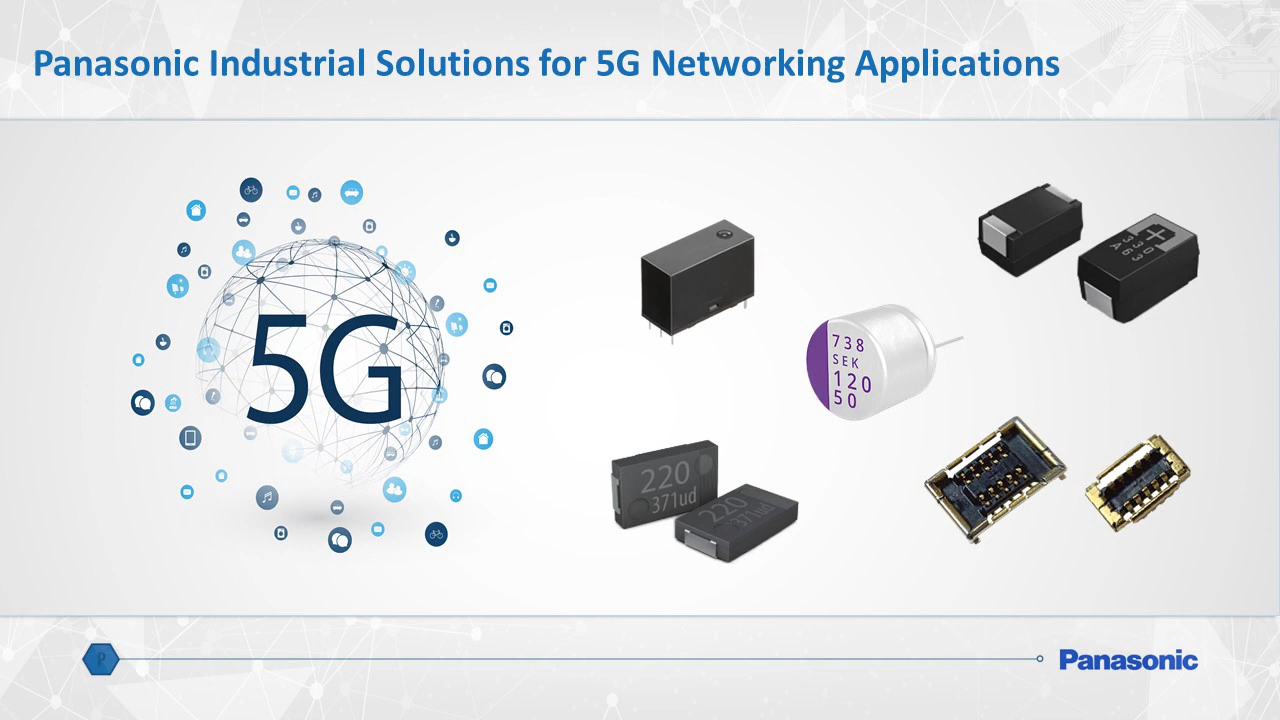 Panasonic Industrial Solutions for 5G Networking Applications
5G
738
SEK
120
50
220
371ud
220
371ud
P
Panasonic